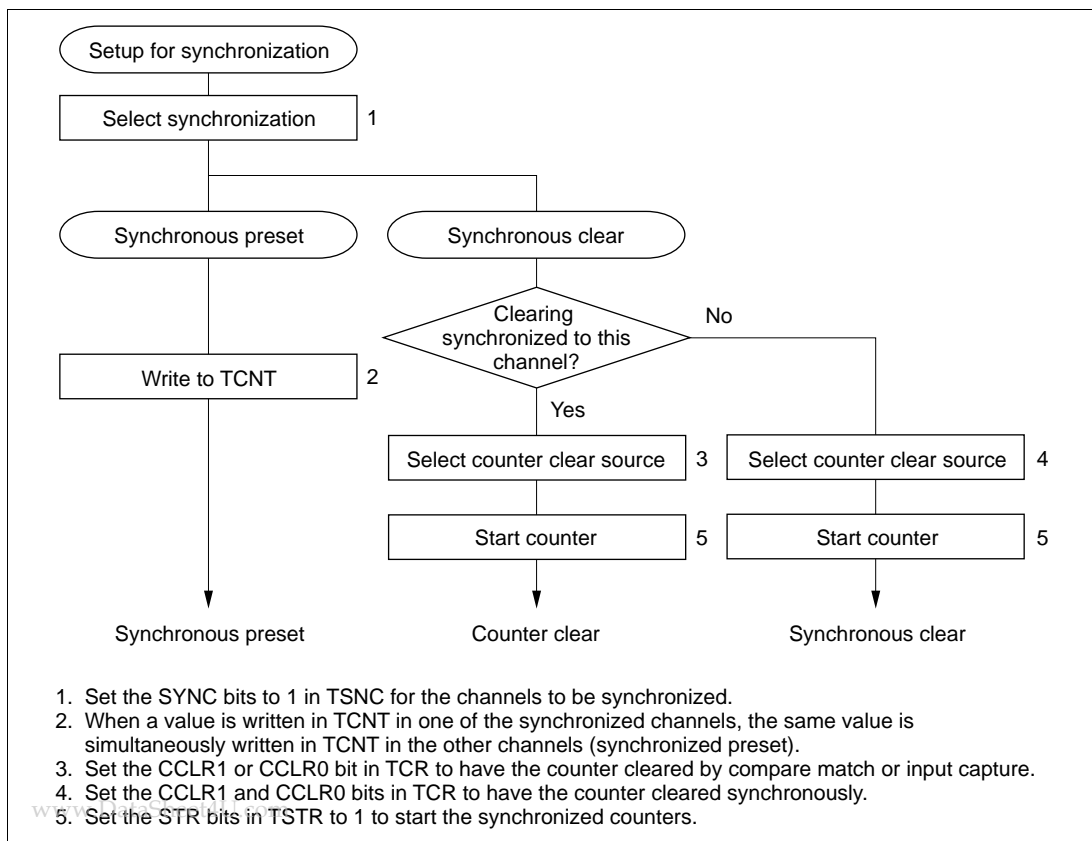 Setup for synchronization
Select synchronization 1
Synchronous preset
Synchronous clear
Clearing
synchronized to this
channel?
No
Write to TCNT 2
Yes
Select counter clear source 3
Select counter clear source 4
Start counter 5
Start counter 5
Synchronous preset
Counter clear
Synchronous clear
1. Set the SYNC bits to 1 in TSNC for the channels to be synchronized.
2. When a value is written in TCNT in one of the synchronized channels, the same value is
simultaneously written in TCNT in the other channels (synchronized preset).
3. Set the CCLR1 or CCLR0 bit in TCR to have the counter cleared by compare match or input capture.
4. Set the CCLR1 and CCLR0 bits in TCR to have the counter cleared synchronously.
5. Set the STR bits in TSTR to 1 to start the synchronized counters.
www.DataSheet4U.com